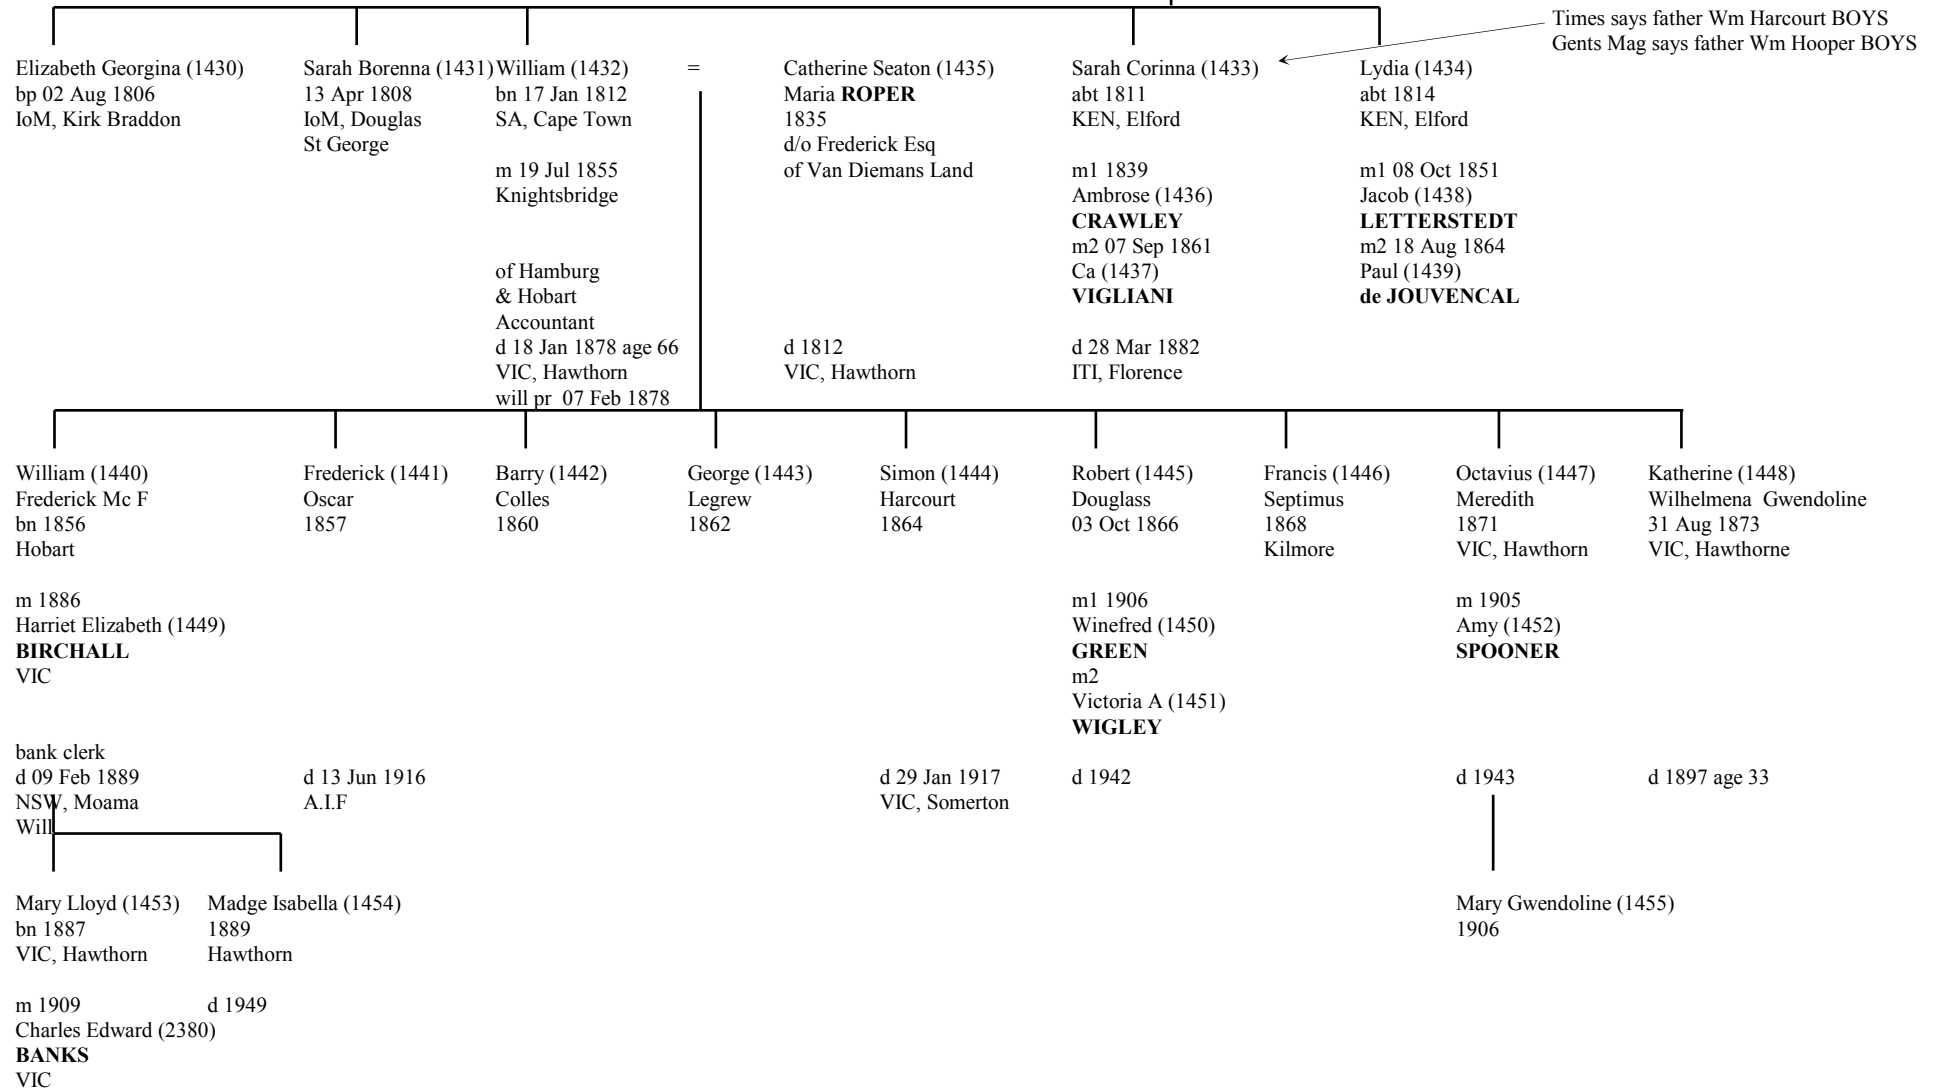 Times says father Wm Harcourt BOYS
Gents Mag says father Wm Hooper BOYS
Elizabeth Georgina (1430)
bp 02 Aug 1806
IoM, Kirk Braddon
Sarah Borenna (1431)
13 Apr 1808
IoM, Douglas
St George
William (1432)
bn 17 Jan 1812
SA, Cape Town
m 19 Jul 1855
Knightsbridge
of Hamburg
& Hobart
Accountant
d 18 Jan 1878 age 66
VIC, Hawthorn
will pr 07 Feb 1878
=
Catherine Seaton (1435)
Maria ROPER
1835
d/o Frederick Esq
of Van Diemans Land
d 1812
VIC, Hawthorn
Sarah Corinna (1433)
abt 1811
KEN, Elford
m1 1839
Ambrose (1436)
CRAWLEY
m2 07 Sep 1861
Ca (1437)
VIGLIANI
d 28 Mar 1882
ITI, Florence
Lydia (1434)
abt 1814
KEN, Elford
m1 08 Oct 1851
Jacob (1438)
LETTERSTEDT
m2 18 Aug 1864
Paul (1439)
de JOUVENCAL
William (1440)
Frederick Mc F
bn 1856
Hobart
m 1886
Harriet Elizabeth (1449)
BIRCHALL
VIC
bank clerk
d 09 Feb 1889
NSW, Moama
Will
Frederick (1441)
Oscar
1857
d 13 Jun 1916
A.I.F
Barry (1442)
Colles
1860
George (1443)
Legrew
1862
Simon (1444)
Harcourt
1864
d 29 Jan 1917
VIC, Somerton
Robert (1445)
Douglass
03 Oct 1866
m1 1906
Winefred (1450)
GREEN
m2
Victoria A (1451)
WIGLEY
d 1942
Francis (1446)
Septimus
1868
Kilmore
Octavius (1447)
Meredith
1871
VIC, Hawthorn
m 1905
Amy (1452)
SPOONER
d 1943
Katherine (1448)
Wilhelmena Gwendoline
31 Aug 1873
VIC, Hawthorne
d 1897 age 33
Mary Lloyd (1453)
bn 1887
VIC, Hawthorn
m 1909
Charles Edward (2380)
BANKS
VIC
Madge Isabella (1454)
1889
Hawthorn
d 1949
Mary Gwendoline (1455)
1906